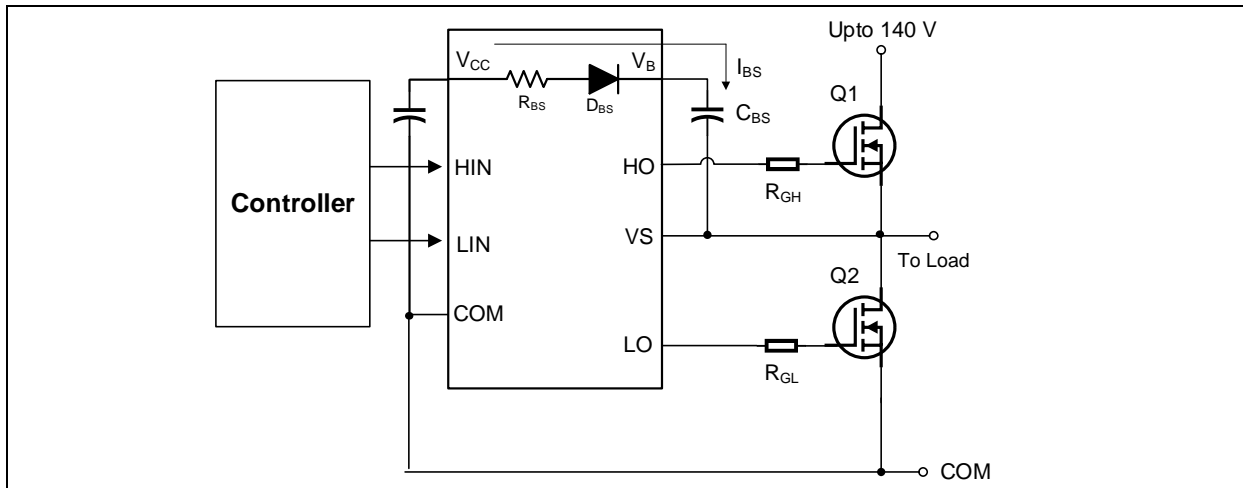 Upto 140 V
VCC
VB
IBS
RBS
DBS
CBS
Q1
HIN
HO
RGH
Controller
LIN
VS
To Load
Q2
COM
LO
RGL
COM